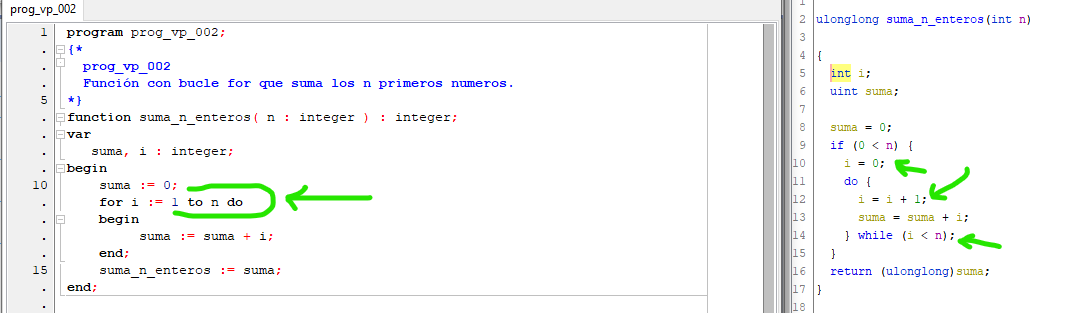 prog_vp_002
1 program prog_vp_002;
. {*
. prog_vp_002
. Función con bucle for que suma los n primeros numeros.
5 *}
. function suma_n_enteros( n : integer ) : integer;
. var
. suma, i : integer;
. begin
10 suma := 0;
. for i := 1 to n do
. begin
. suma := suma + i;
. end;
15 suma_n_enteros := suma;
. end;
.
1
2 ulonglong suma_n_enteros(int n)
3
4 {
5 int i;
6 uint suma;
7
8 suma = 0;
9 if (0 < n) {
10 i = 0;
11 do {
12 i = i + 1;
13 suma = suma + i;
14 } while (i < n);
15 }
16 return (ulonglong)suma;
17 }
18